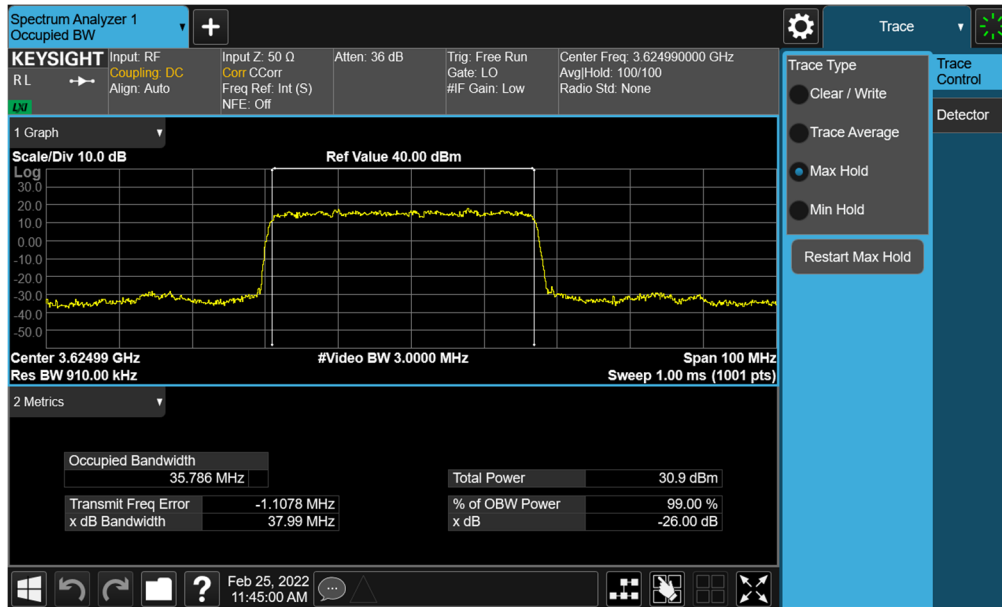 Spectrum Analyzer 1
Occupied BW
+
Trace
KEYSIGHT
R L
LXI
Input: RF
Coupling: DC
Align: Auto
Input Z: 50 Ω
Corr CCorr
Freq Ref: Int (S)
NFE: Off
Atten: 36 dB
Trig: Free Run
Gate: LO
#IF Gain: Low
Center Freq: 3.624990000 GHz
Avg|Hold: 100/100
Radio Std: None
Trace Type
Clear / Write
Trace Average
Max Hold
Min Hold
Restart Max Hold
Trace
Control
Detector
1 Graph
Scale/Div 10.0 dB
Ref Value 40.00 dBm
Log
30.0
20.0
10.0
0.00
-10.0
-20.0
-30.0
-40.0
-50.0
Center 3.62499 GHz
#Video BW 3.0000 MHz
Span 100 MHz
Res BW 910.00 kHz
Sweep 1.00 ms (1001 pts)
2 Metrics
Occupied Bandwidth
35.786 MHz
Total Power 30.9 dBm
Transmit Freq Error -1.1078 MHz
% of OBW Power 99.00 %
x dB Bandwidth 37.99 MHz
x dB -26.00 dB
?
Feb 25, 2022
11:45:00 AM